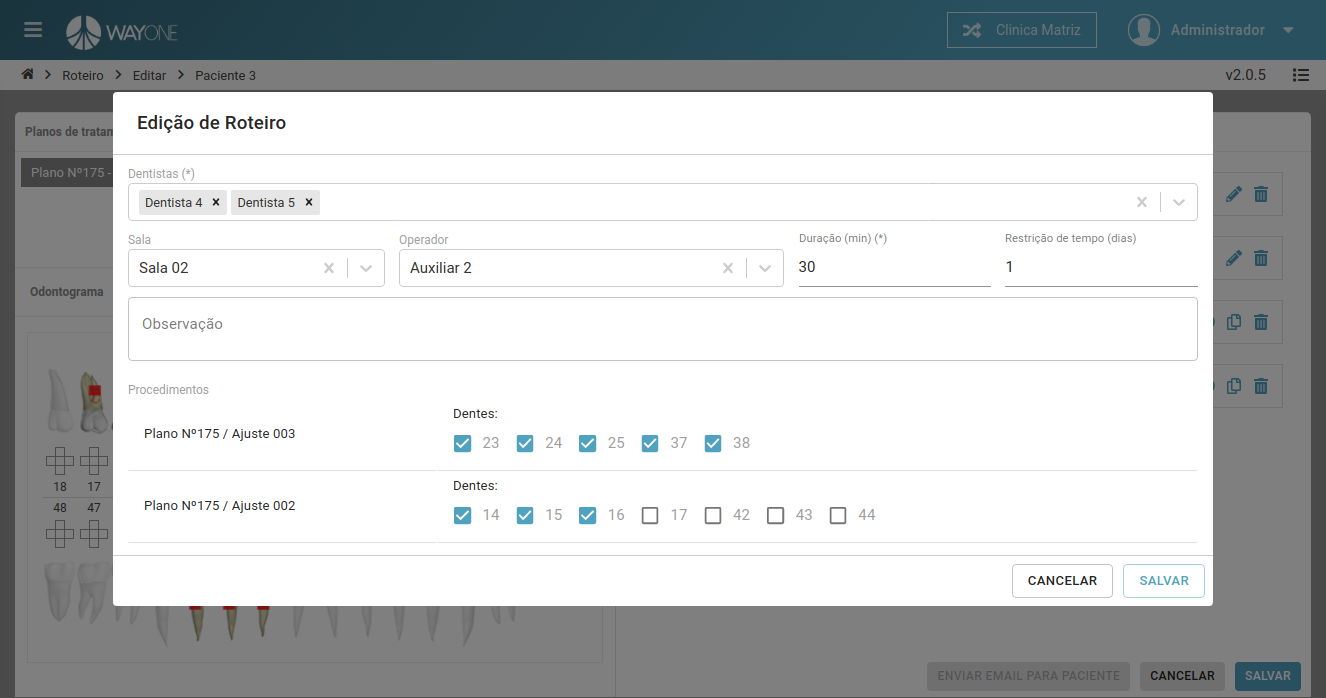 WAYONE
Clinica Matriz
Administrador
Roteiro
Editar
Paciente 3
v2.0.5
Planos de tratam
Plano Nº175 -
Odontograma
18 17
48 47
Edição de Roteiro
Dentistas (*)
Dentista 4
Dentista 5
Sala
Sala 02
Operador
Auxiliar 2
Duração (min) (*)
30
Restrição de tempo (dias)
1
Observação
Procedimentos
Plano Nº175 / Ajuste 003
Dentes:
23 24 25 37 38
Plano Nº175 / Ajuste 002
Dentes:
14 15 16 17 42 43 44
CANCELAR
SALVAR
ENVIAR EMAIL PARA PACIENTE
CANCELAR
SALVAR